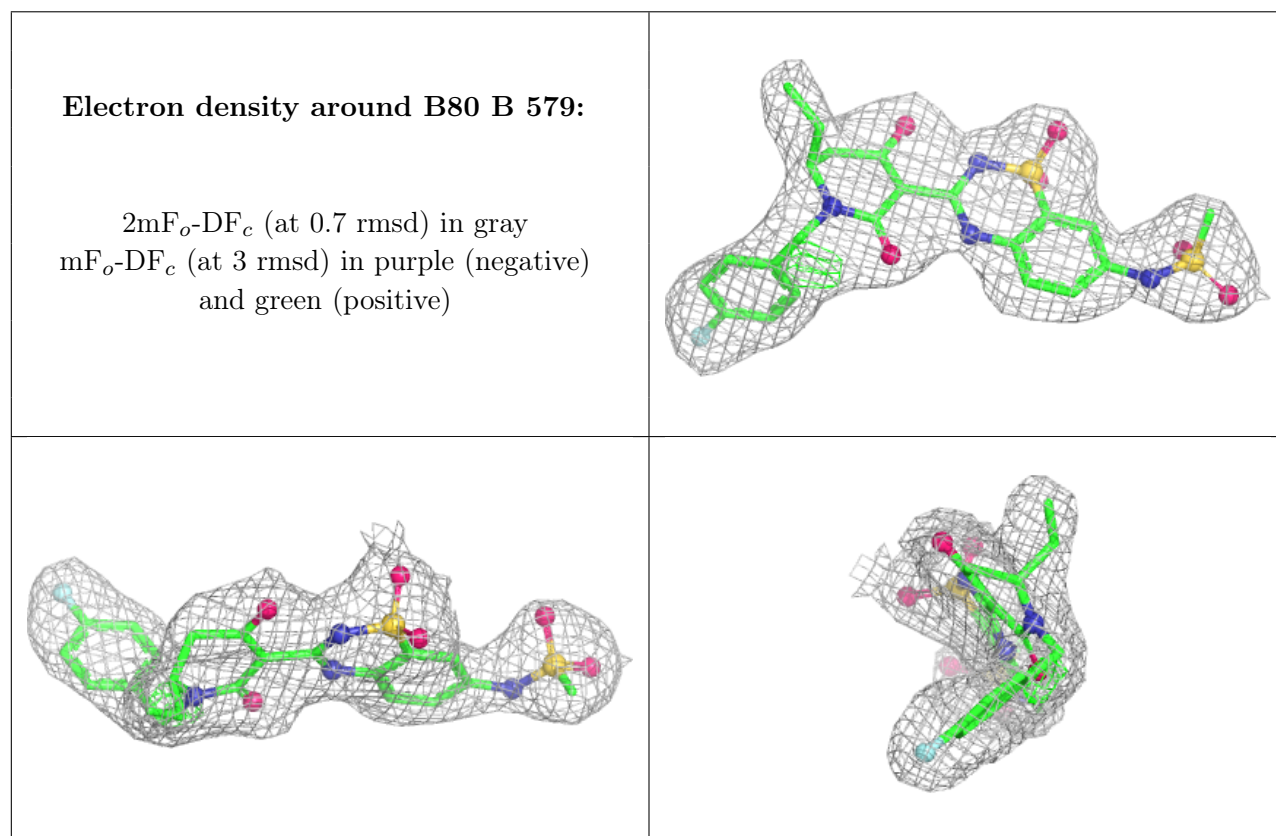 Electron density around B80 B 579:
2mFo-DFc (at 0.7 rmsd) in gray
mFo-DFc (at 3 rmsd) in purple (negative)
and green (positive)